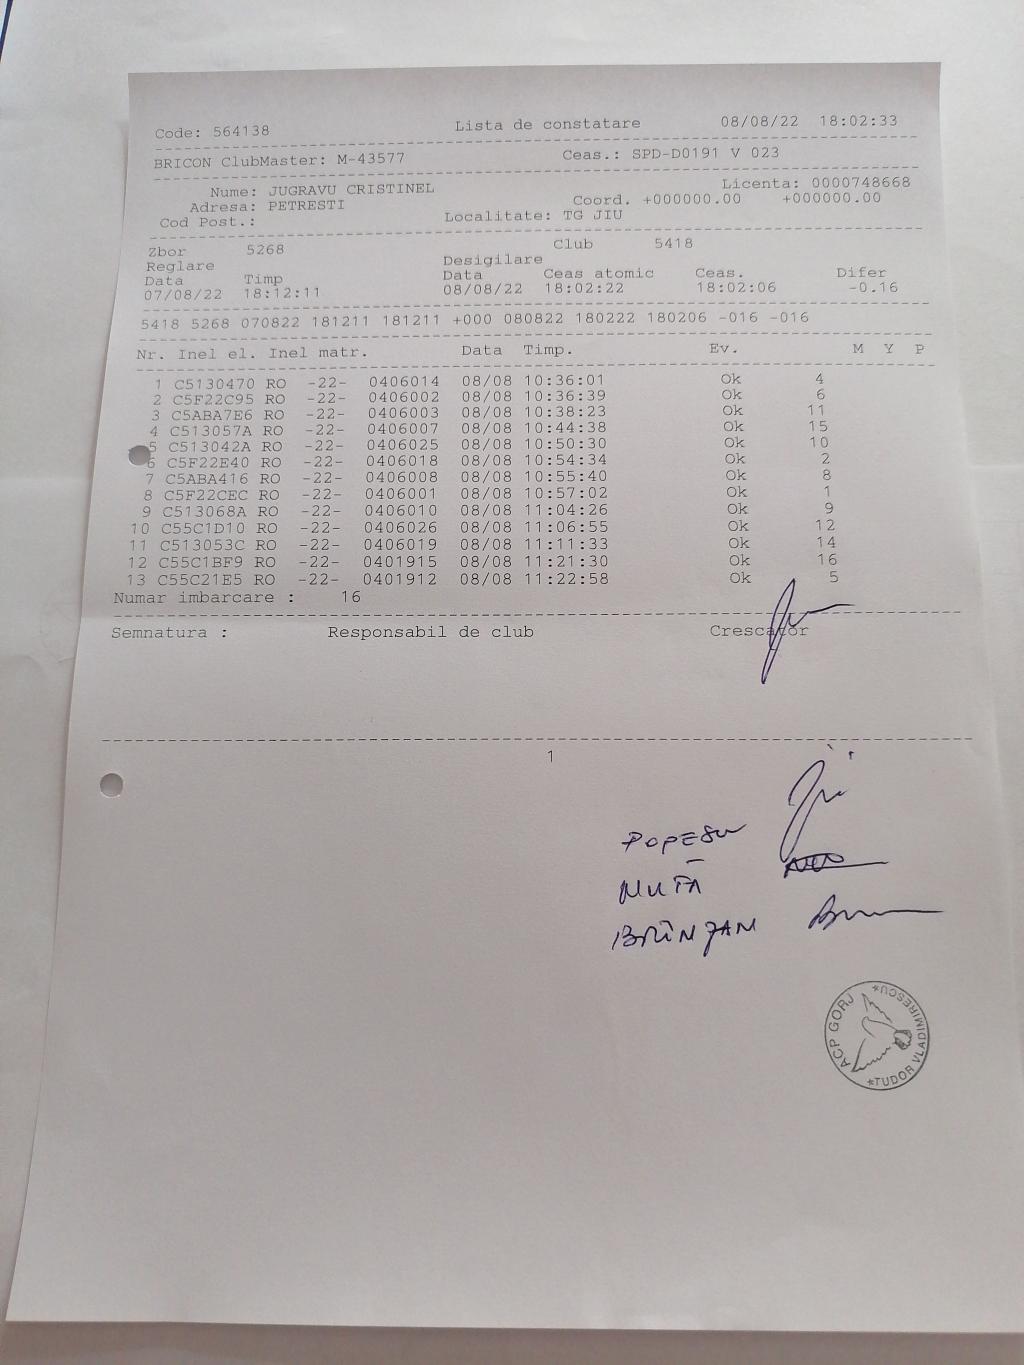 Code: 564138 Lista de constatare 08/08/22 18:02:33
BRICON ClubMaster: M-43577 Ceas.: SPD-D0191 V 023
Nume: JUGRAVU CRISTINEL Licenta: 0000748668
Adresa: PETRESTI Coord. +000000.00 +000000.00
Cod Post.: Localitate: TG JIU
Zbor 5268 Club 5418
Reglare Desigilare
Data Timp Data Ceas atomic Ceas. Difer
07/08/22 18:12:11 08/08/22 18:02:22 18:02:06 -0.16
5418 5268 070822 181211 181211 +000 080822 180222 180206 -016 -016
Nr. Inel el. Inel matr. Data Timp. Ev. M Y P
1 C5130470 RO -22- 0406014 08/08 10:36:01 Ok 4
2 C5F22C95 RO -22- 0406002 08/08 10:36:39 Ok 6
3 C5ABA7E6 RO -22- 0406003 08/08 10:38:23 Ok 11
4 C513057A RO -22- 0406007 08/08 10:44:38 Ok 15
5 C513042A RO -22- 0406025 08/08 10:50:30 Ok 10
6 C5F22E40 RO -22- 0406018 08/08 10:54:34 Ok 2
7 C5ABA416 RO -22- 0406008 08/08 10:55:40 Ok 8
8 C5F22CEC RO -22- 0406001 08/08 10:57:02 Ok 1
9 C513068A RO -22- 0406010 08/08 11:04:26 Ok 9
10 C55C1D10 RO -22- 0406026 08/08 11:06:55 Ok 12
11 C513053C RO -22- 0406019 08/08 11:11:33 Ok 14
12 C55C1BF9 RO -22- 0401915 08/08 11:21:30 Ok 16
13 C55C21E5 RO -22- 0401912 08/08 11:22:58 Ok 5
Numar imbarcare : 16
Semnatura : Responsabil de club Crescator
1
POPESCU
NUTĀ
BRÎNZAN
ACP GORJ *TUDOR VLADIMIRESCU*